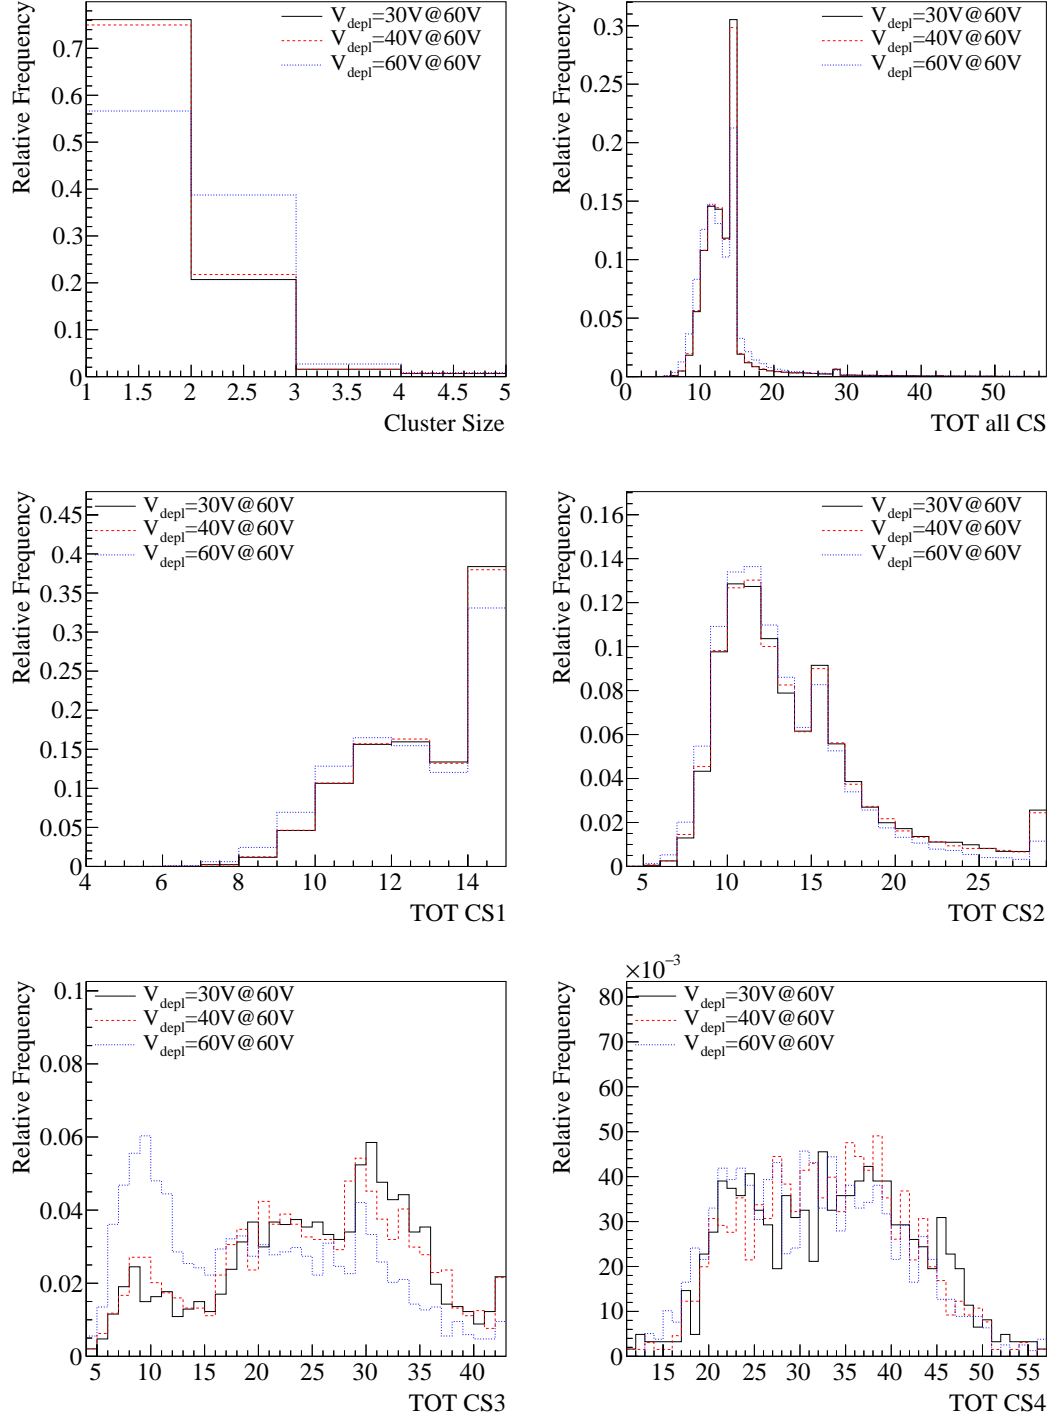 Relative Frequency
V_depl=30V@60V
V_depl=40V@60V
V_depl=60V@60V
0.7
0.6
0.5
0.4
0.3
0.2
0.1
0
1 1.5 2 2.5 3 3.5 4 4.5 5
Cluster Size
Relative Frequency
V_depl=30V@60V
V_depl=40V@60V
V_depl=60V@60V
0.3
0.25
0.2
0.15
0.1
0.05
0
0 10 20 30 40 50
TOT all CS
Relative Frequency
V_depl=30V@60V
V_depl=40V@60V
V_depl=60V@60V
0.45
0.4
0.35
0.3
0.25
0.2
0.15
0.1
0.05
0
4 6 8 10 12 14
TOT CS1
Relative Frequency
V_depl=30V@60V
V_depl=40V@60V
V_depl=60V@60V
0.16
0.14
0.12
0.1
0.08
0.06
0.04
0.02
0
5 10 15 20 25
TOT CS2
Relative Frequency
V_depl=30V@60V
V_depl=40V@60V
V_depl=60V@60V
0.1
0.08
0.06
0.04
0.02
0
5 10 15 20 25 30 35 40
TOT CS3
×10⁻³
Relative Frequency
V_depl=30V@60V
V_depl=40V@60V
V_depl=60V@60V
80
70
60
50
40
30
20
10
0
15 20 25 30 35 40 45 50 55
TOT CS4